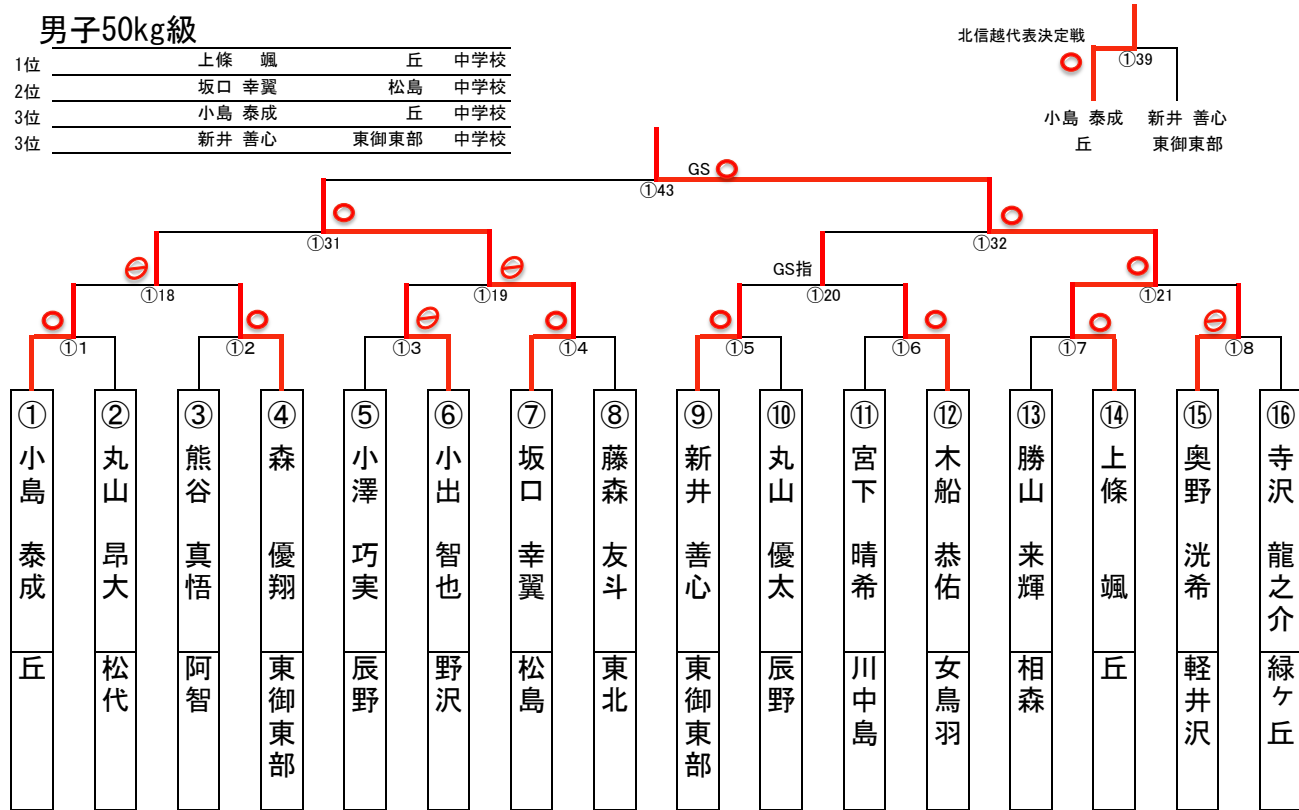 男子50kg級
1位 上條 颯 丘 中学校
2位 坂口 幸翼 松島 中学校
3位 小島 泰成 丘 中学校
3位 新井 善心 東御東部 中学校
北信越代表決定戦
①39
小島 泰成 新井 善心
丘 東御東部
GS
①43
①31 ①32
GS指
①18 ①19 ①20 ①21
①1 ①2 ①3 ①4 ①5 ①6 ①7 ①8
① 小島 泰成 丘
② 丸山 昂大 松代
③ 熊谷 真悟 阿智
④ 森 優翔 東御東部
⑤ 小澤 巧実 辰野
⑥ 小出 智也 野沢
⑦ 坂口 幸翼 松島
⑧ 藤森 友斗 東北
⑨ 新井 善心 東御東部
⑩ 丸山 優太 辰野
⑪ 宮下 晴希 川中島
⑫ 木船 恭佑 女鳥羽
⑬ 勝山 来輝 相森
⑭ 上條 颯 丘
⑮ 奥野 洸希 軽井沢
⑯ 寺沢 龍之介 緑ケ丘